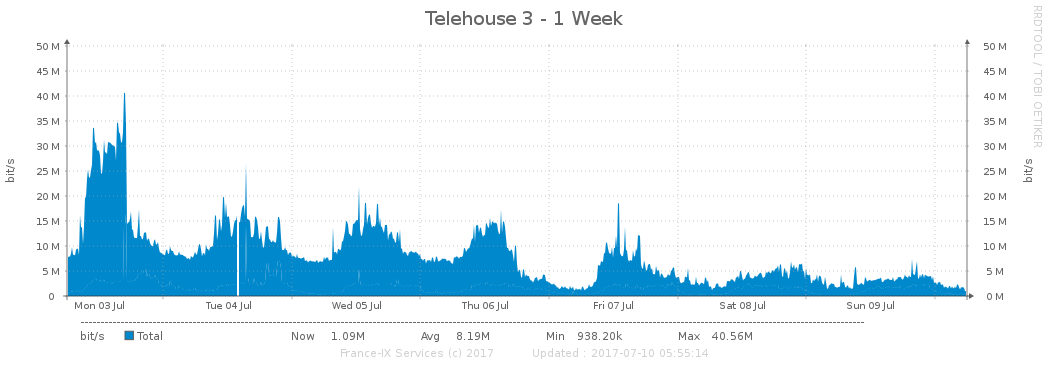 Telehouse 3 - 1 Week
RRDTOOL / TOBI OETIKER
50 M 50 M
45 M 45 M
40 M 40 M
35 M 35 M
30 M 30 M
25 M 25 M
20 M 20 M
15 M 15 M
10 M 10 M
5 M 5 M
0 0 M
bit/s bit/s
Mon 03 Jul Tue 04 Jul Wed 05 Jul Thu 06 Jul Fri 07 Jul Sat 08 Jul Sun 09 Jul
bit/s Total Now 1.09M Avg 8.19M Min 938.20k Max 40.56M
France-IX Services (c) 2017 Updated : 2017-07-10 05:55:14